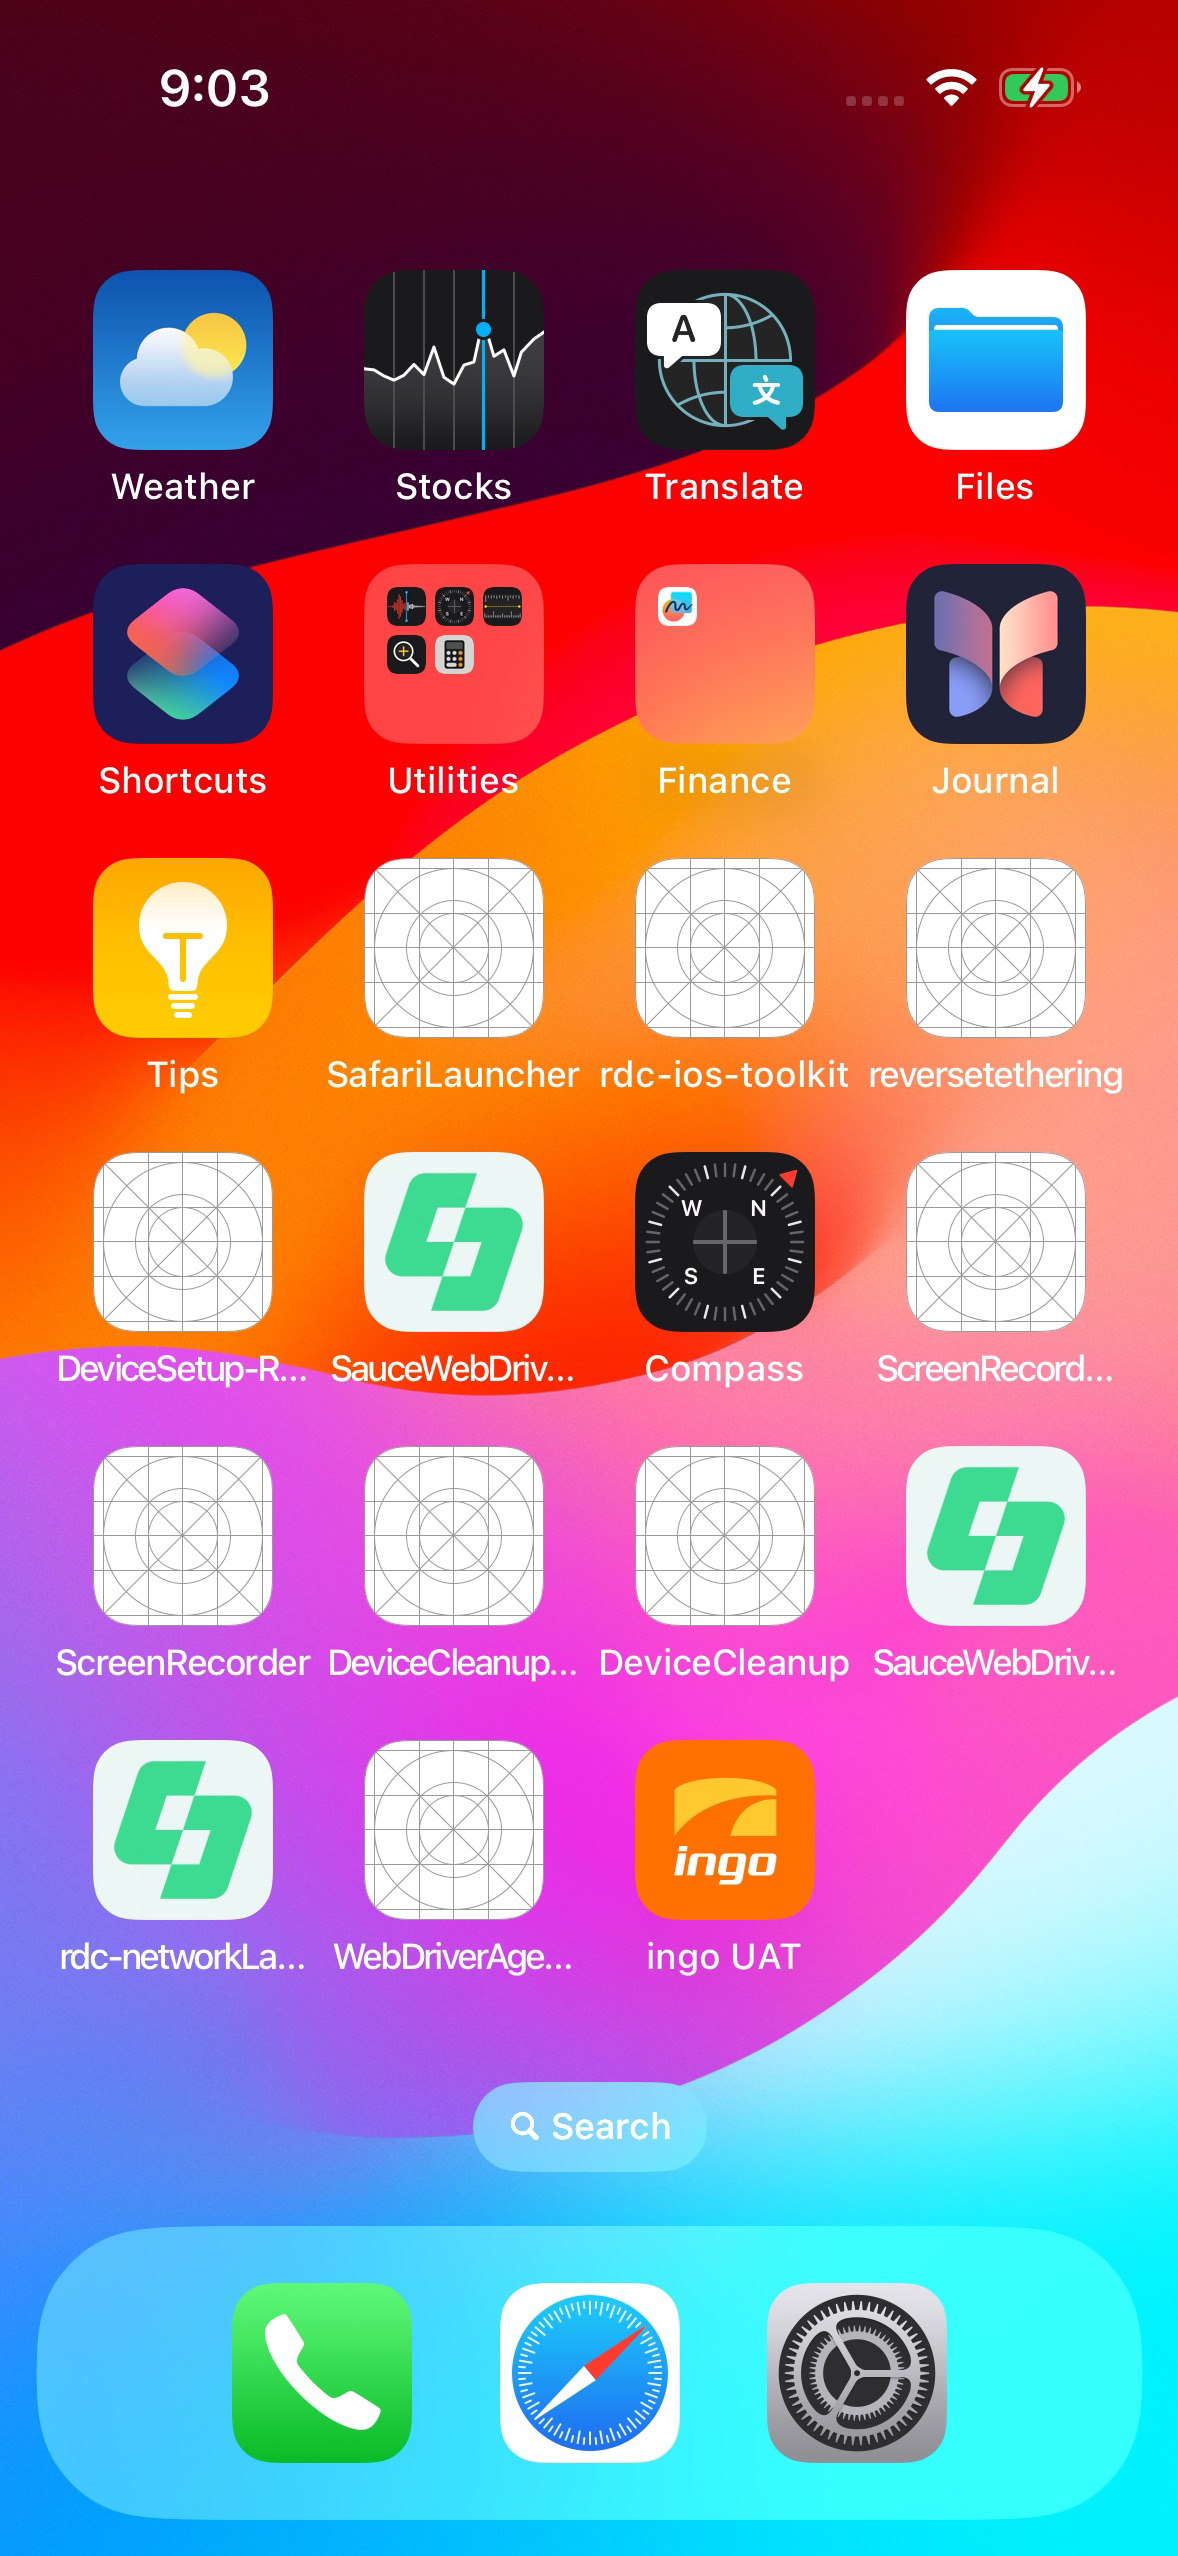 9:03
Weather
Stocks
A
文
Translate
Files
Shortcuts
Utilities
Finance
Journal
Tips
SafariLauncher
rdc-ios-toolkit
reversetethering
DeviceSetup-R...
SauceWebDriv...
W N
S E
Compass
ScreenRecord...
ScreenRecorder
DeviceCleanup...
DeviceCleanup
SauceWebDriv...
rdc-networkLa...
WebDriverAge...
ingo
ingo UAT
Search